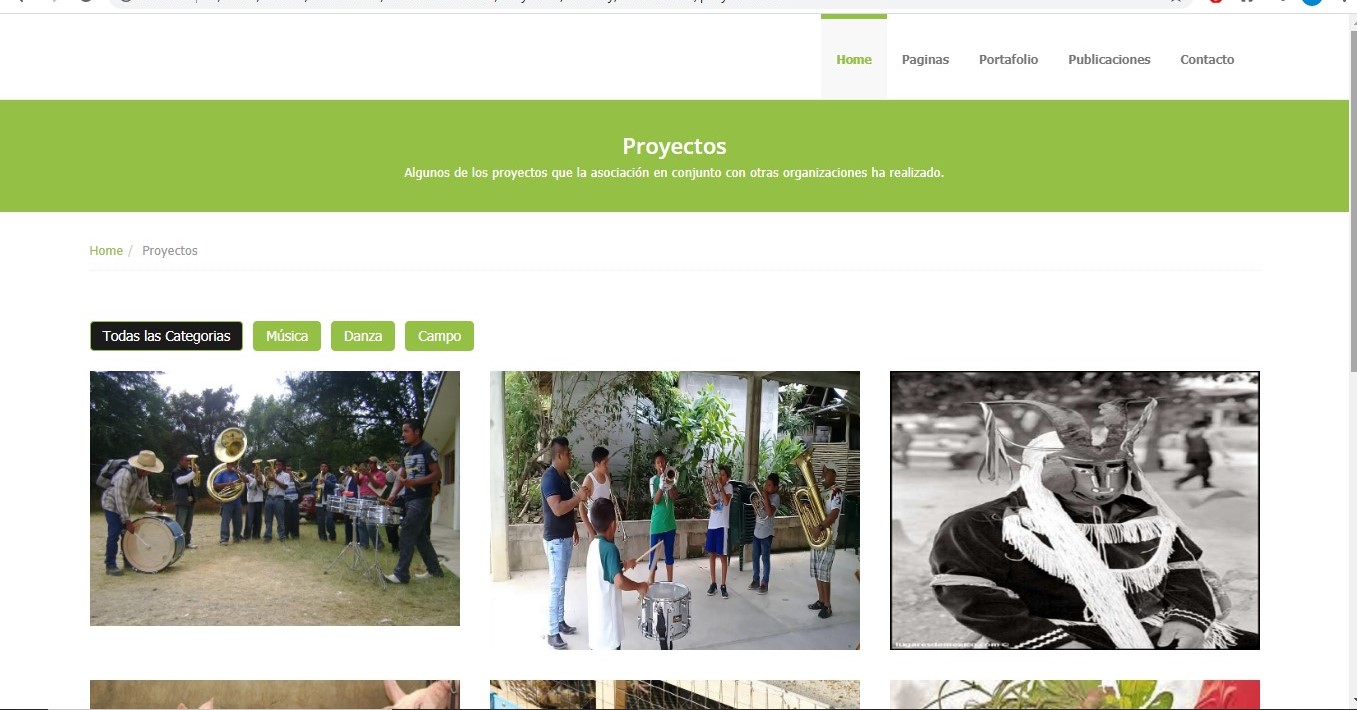 Home Paginas Portafolio Publicaciones Contacto
Proyectos
Algunos de los proyectos que la asociación en conjunto con otras organizaciones ha realizado.
Home / Proyectos
Todas las Categorias Música Danza Campo